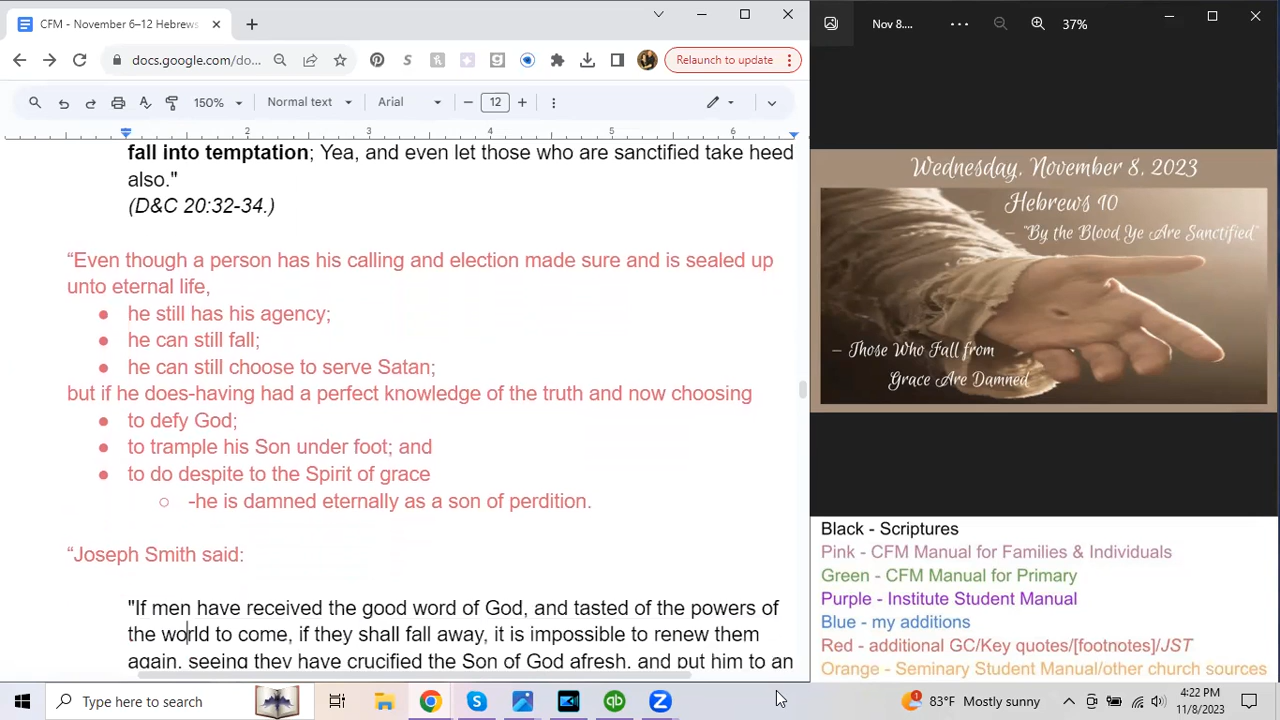 CFM – November 6–12 Hebrews
docs.google.com/do...
Relaunch to update
150%
Normal text
Arial
12
2
3
4
5
6
fall into temptation; Yea, and even let those who are sanctified take heed
also."
(D&C 20:32-34.)
“Even though a person has his calling and election made sure and is sealed up
unto eternal life,
● he still has his agency;
● he can still fall;
● he can still choose to serve Satan;
but if he does-having had a perfect knowledge of the truth and now choosing
● to defy God;
● to trample his Son under foot; and
● to do despite to the Spirit of grace
○ -he is damned eternally as a son of perdition.
“Joseph Smith said:
"If men have received the good word of God, and tasted of the powers of
the world to come, if they shall fall away, it is impossible to renew them
again, seeing they have crucified the Son of God afresh, and put him to an
Nov 8....
37%
Wednesday, November 8, 2023
Hebrews 10
– "By the Blood Ye Are Sanctified"
– Those Who Fall from
Grace Are Damned
Black - Scriptures
Pink - CFM Manual for Families & Individuals
Green - CFM Manual for Primary
Purple - Institute Student Manual
Blue - my additions
Red - additional GC/Key quotes/[footnotes]/JST
Orange - Seminary Student Manual/other church sources
Type here to search
83°F Mostly sunny
4:22 PM
11/8/2023